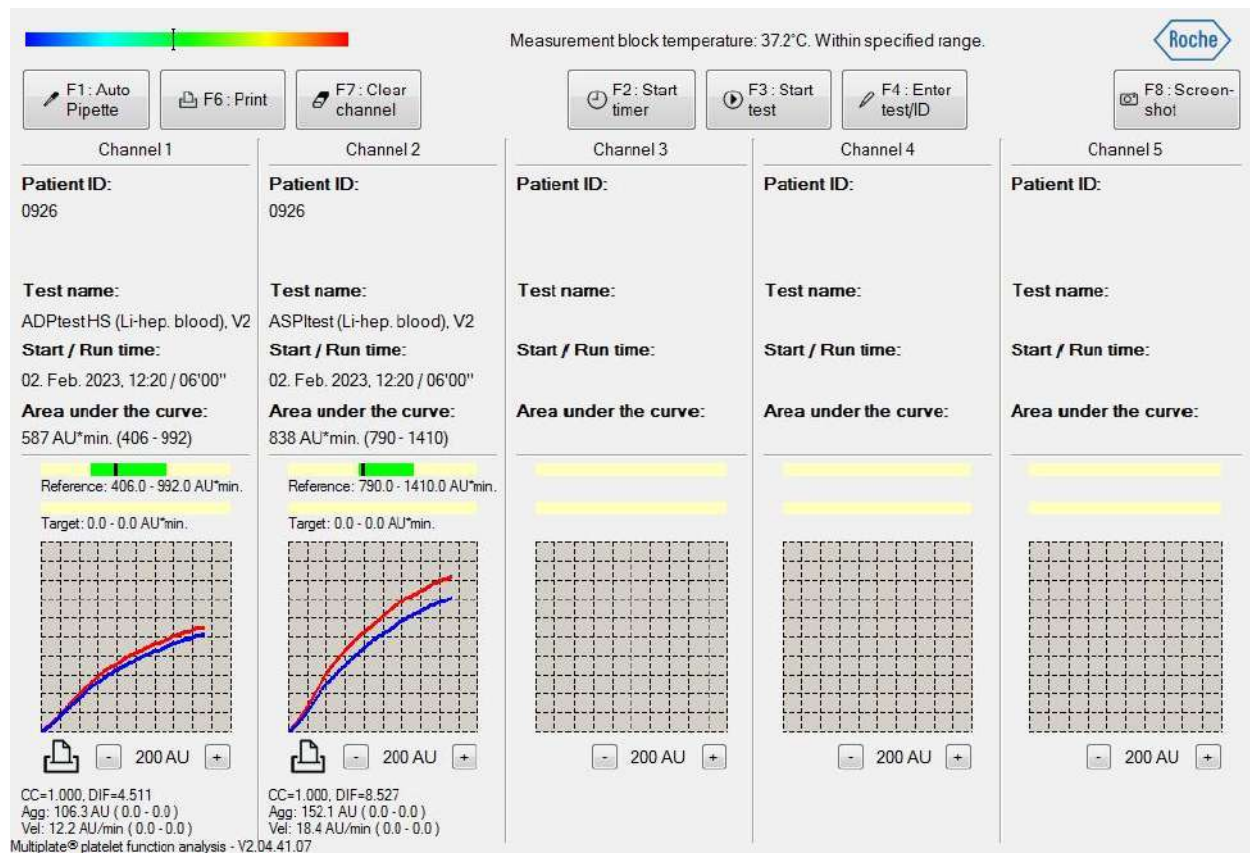 Measurement block temperature: 37.2°C. Within specified range.
Roche
F1: Auto Pipette
F6: Print
F7: Clear channel
F2: Start timer
F3: Start test
F4: Enter test/ID
F8: Screen-shot
Channel 1
Patient ID:
0926
Test name:
ADPtestHS (Li-hep. blood), V2
Start / Run time:
02. Feb. 2023, 12:20 / 06'00"
Area under the curve:
587 AU*min. (406 - 992)
Reference: 406.0 - 992.0 AU*min.
Target: 0.0 - 0.0 AU*min.
- 200 AU +
CC=1.000, DIF=4.511
Agg: 106.3 AU ( 0.0 - 0.0 )
Vel: 12.2 AU/min ( 0.0 - 0.0 )
Channel 2
Patient ID:
0926
Test name:
ASPItest (Li-hep. blood), V2
Start / Run time:
02. Feb. 2023, 12:20 / 06'00"
Area under the curve:
838 AU*min. (790 - 1410)
Reference: 790.0 - 1410.0 AU*min.
Target: 0.0 - 0.0 AU*min.
- 200 AU +
CC=1.000, DIF=8.527
Agg: 152.1 AU ( 0.0 - 0.0 )
Vel: 18.4 AU/min ( 0.0 - 0.0 )
Channel 3
Patient ID:
Test name:
Start / Run time:
Area under the curve:
- 200 AU +
Channel 4
Patient ID:
Test name:
Start / Run time:
Area under the curve:
- 200 AU +
Channel 5
Patient ID:
Test name:
Start / Run time:
Area under the curve:
- 200 AU +
Multiplate® platelet function analysis - V2.04.41.07